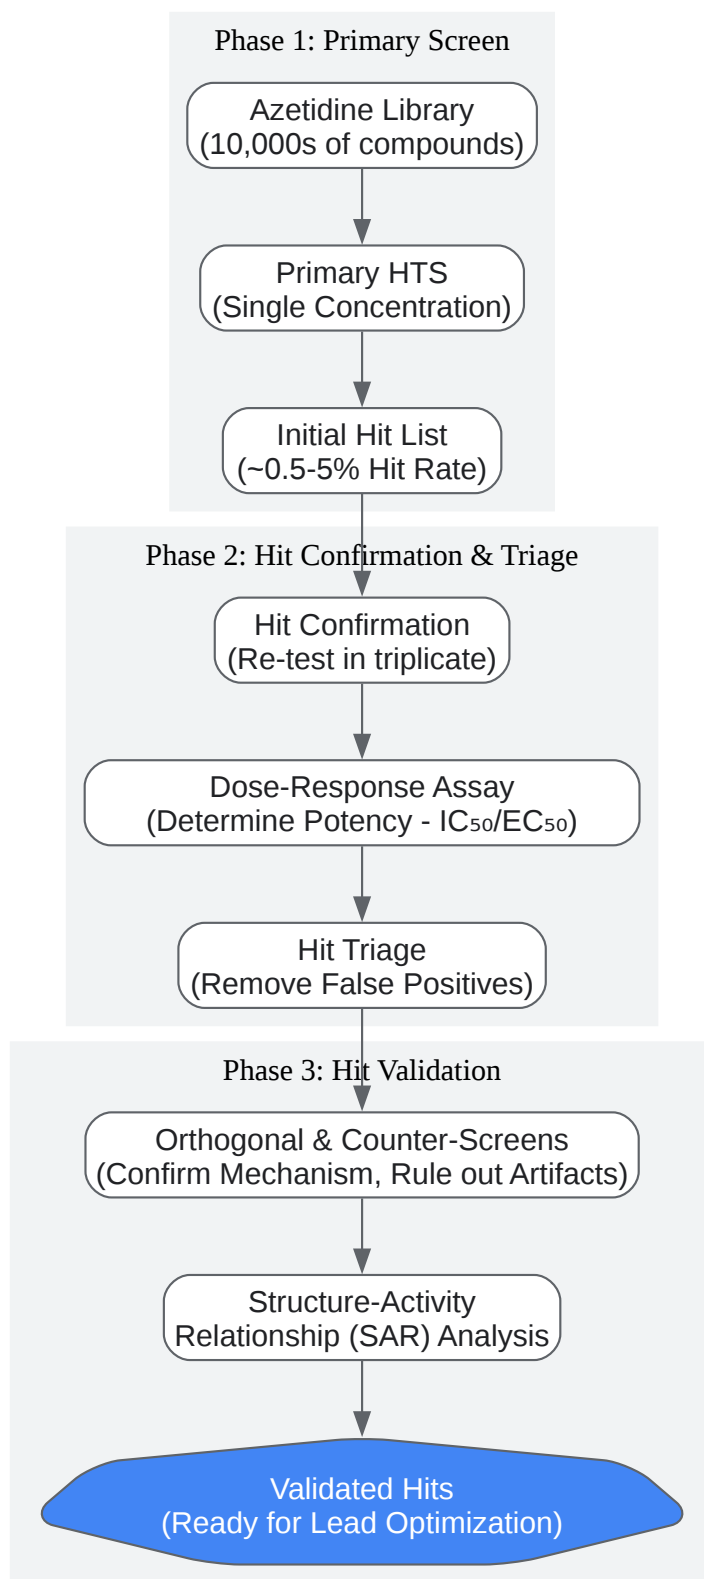 Phase 1: Primary Screen
Azetidine Library
(10,000s of compounds)
Primary HTS
(Single Concentration)
Initial Hit List
(~0.5-5% Hit Rate)
Phase 2: Hit Confirmation & Triage
Hit Confirmation
(Re-test in triplicate)
Dose-Response Assay
(Determine Potency - IC₅₀/EC₅₀)
Hit Triage
(Remove False Positives)
Phase 3: Hit Validation
Orthogonal & Counter-Screens
(Confirm Mechanism, Rule out Artifacts)
Structure-Activity
Relationship (SAR) Analysis
Validated Hits
(Ready for Lead Optimization)